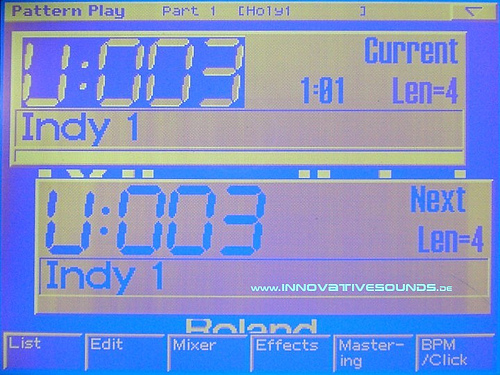 Pattern Play Part 1 [Holy1 ]
U:003 Current
1:01 Len=4
Indy 1
U:003 Next
Len=4
Indy 1
www.INNOVATIVESOUNDS.DE
Roland
List Edit Mixer Effects Master-ing BPM/Click